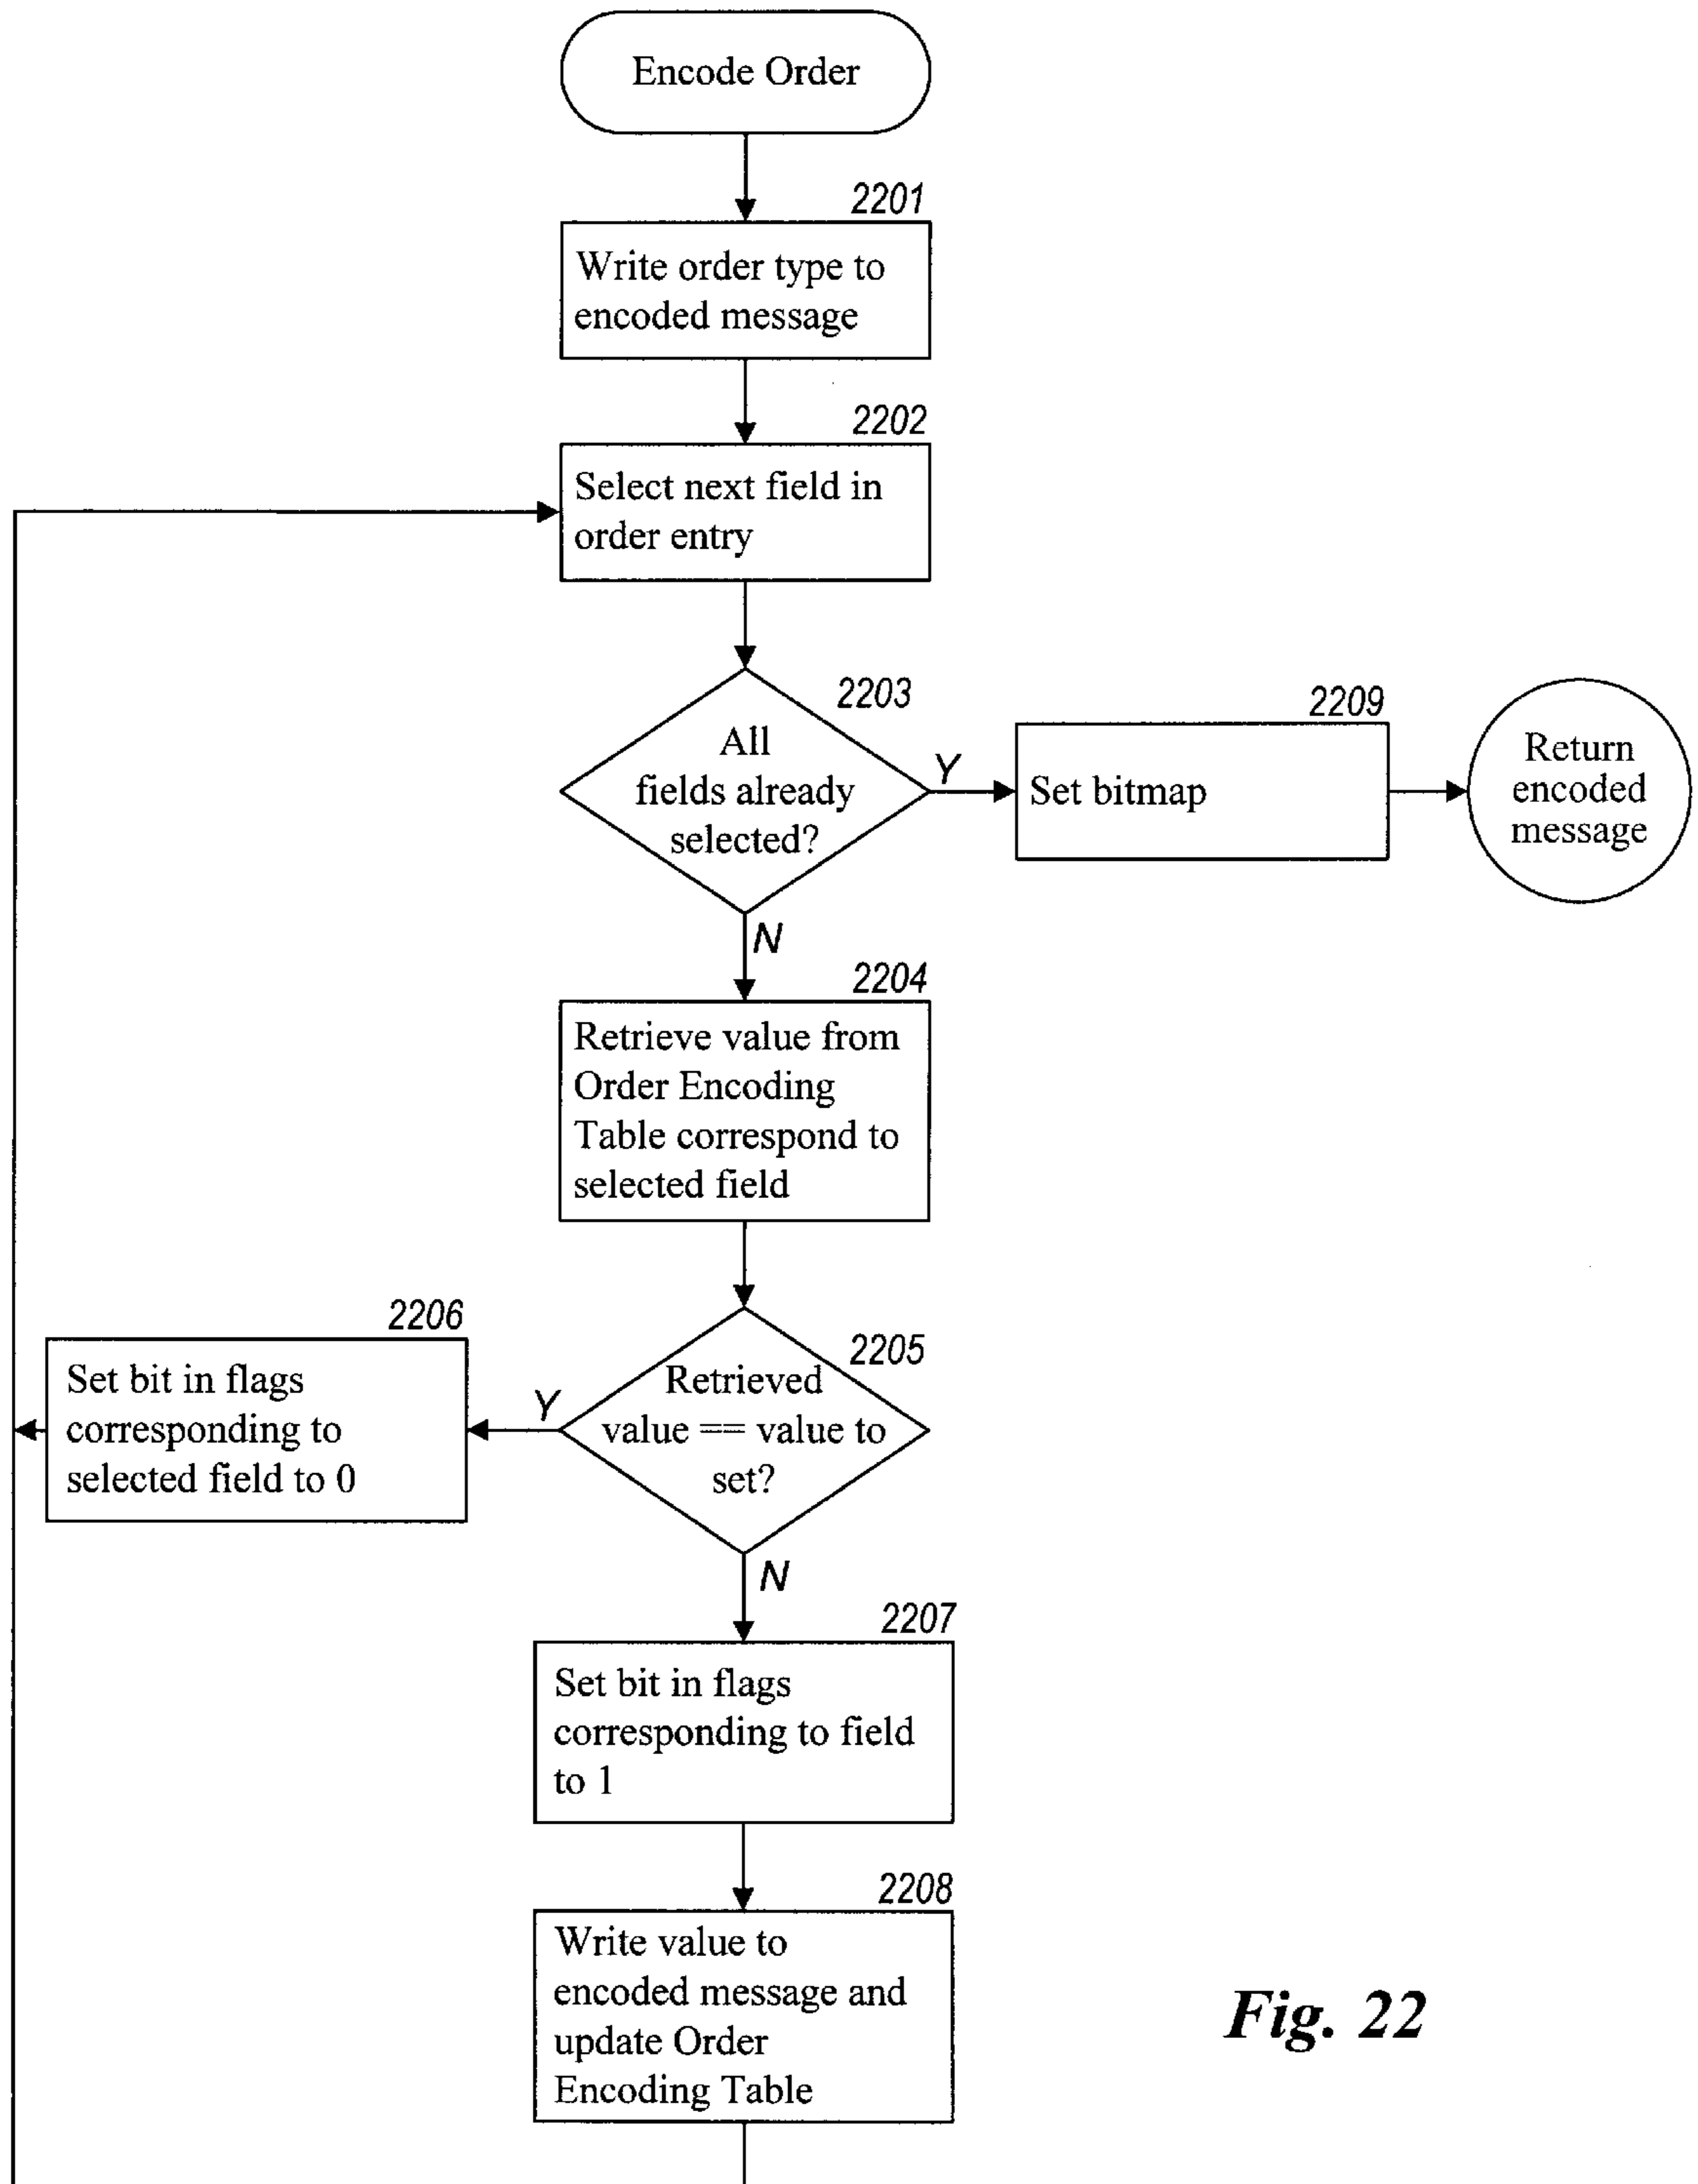 Encode Order
2201
Write order type to
encoded message
2202
Select next field in
order entry
2203
All
fields already
selected?
Y
2209
Set bitmap
Return
encoded
message
N
2204
Retrieve value from
Order Encoding
Table correspond to
selected field
2205
Retrieved
value == value to
set?
Y
2206
Set bit in flags
corresponding to
selected field to 0
N
2207
Set bit in flags
corresponding to field
to 1
2208
Write value to
encoded message and
update Order
Encoding Table
Fig. 22